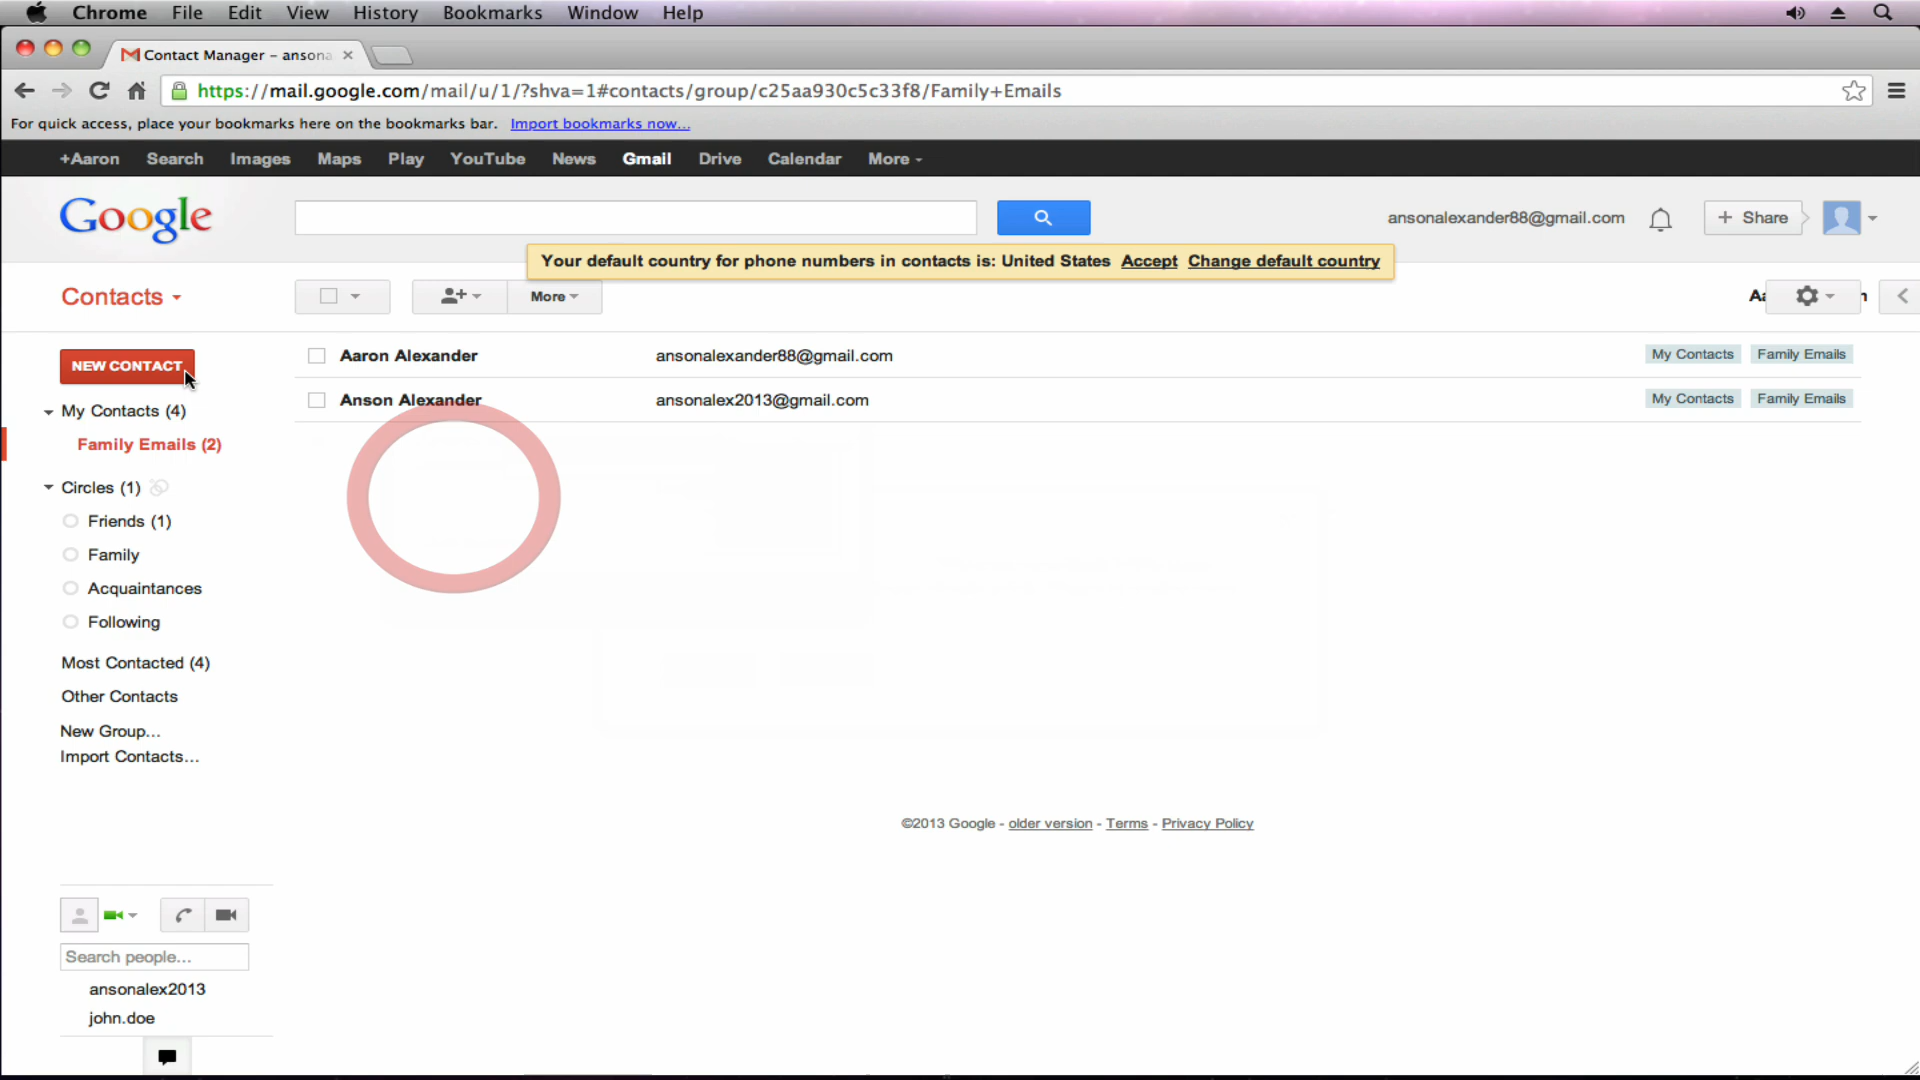 Chrome File Edit View History Bookmarks Window Help
Contact Manager – ansona
https://mail.google.com/mail/u/1/?shva=1#contacts/group/c25aa930c5c33f8/Family+Emails
For quick access, place your bookmarks here on the bookmarks bar. Import bookmarks now...
+Aaron Search Images Maps Play YouTube News Gmail Drive Calendar More
Google
ansonalexander88@gmail.com
+ Share
Your default country for phone numbers in contacts is: United States Accept Change default country
Contacts
More
NEW CONTACT
Aaron Alexander ansonalexander88@gmail.com My Contacts Family Emails
Anson Alexander ansonalex2013@gmail.com My Contacts Family Emails
My Contacts (4)
Family Emails (2)
Circles (1)
Friends (1)
Family
Acquaintances
Following
Most Contacted (4)
Other Contacts
New Group...
Import Contacts...
©2013 Google - older version - Terms - Privacy Policy
Search people...
ansonalex2013
john.doe